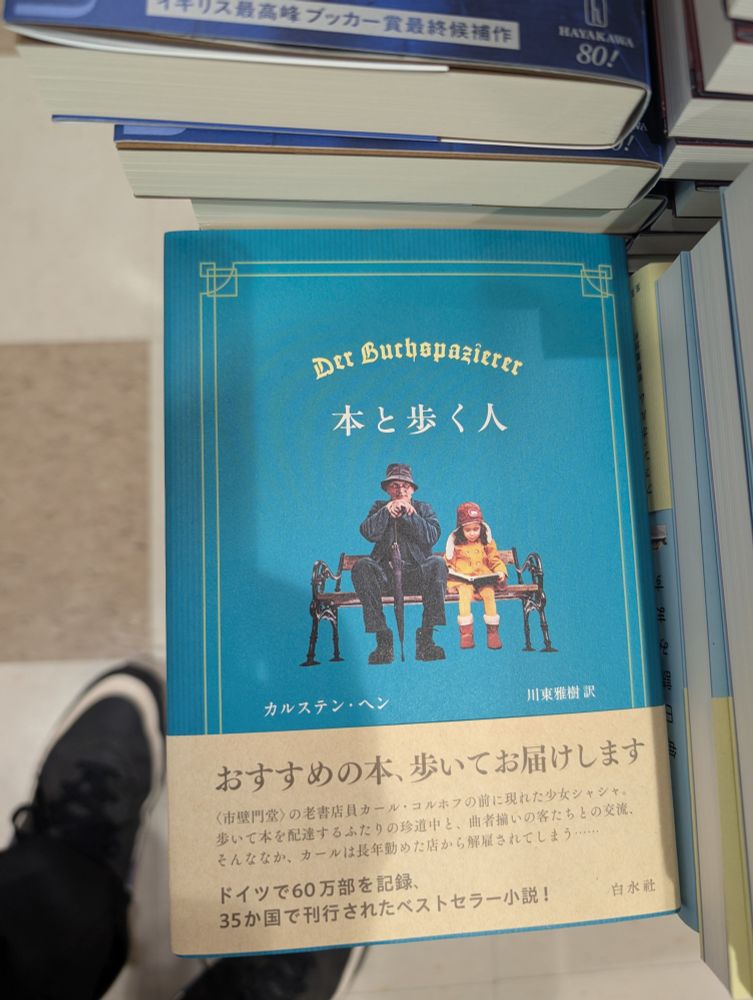 イギリス最高峰 ブッカー賞最終候補作
HAYAKAWA
80!
Der Buchspazierer
本と歩く人
カルステン・ヘン
川東雅樹 訳
おすすめの本、歩いてお届けします
〈市壁門堂〉の老書店員カール・コルホフの前に現れた少女シャシャ。
歩いて本を配達するふたりの珍道中と、曲者揃いの客たちとの交流、
そんななか、カールは長年勤めた店から解雇されてしまう……
ドイツで60万部を記録、
35か国で刊行されたベストセラー小説！
白水社